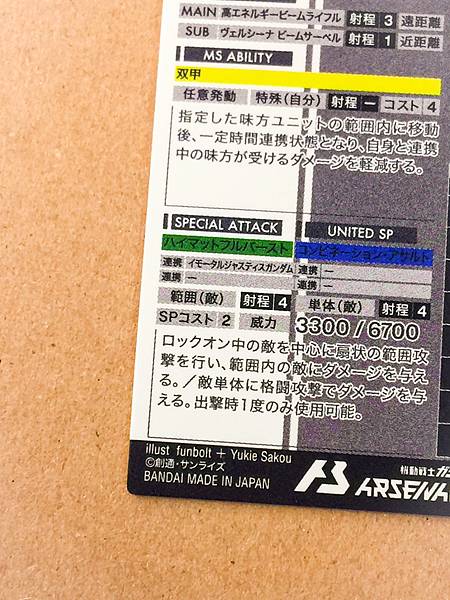 MAIN 高エネルギービームライフル 射程 3 遠距離
SUB ヴェルシーナ ビームサーベル 射程 1 近距離
MS ABILITY
双甲
任意発動 特殊(自分) 射程 ー コスト 4
指定した味方ユニットの範囲内に移動
後、一定時間連携状態となり、自身と連携
中の味方が受けるダメージを軽減する。
SPECIAL ATTACK UNITED SP
ハイマットフルバースト コンビネーション・アサルト
連携 イモータルジャスティスガンダム 連携 ー
連携 ー 連携 ー
範囲(敵) 射程 4 単体(敵) 射程 4
SPコスト 2 威力 3300 / 6700
ロックオン中の敵を中心に扇状の範囲攻
撃を行い、範囲内の敵にダメージを与え
る。/敵単体に格闘攻撃でダメージを与
える。出撃時1度のみ使用可能。
illust funbolt + Yukie Sakou
©創通・サンライズ
BANDAI MADE IN JAPAN
機動戦士ガ
ARSENA